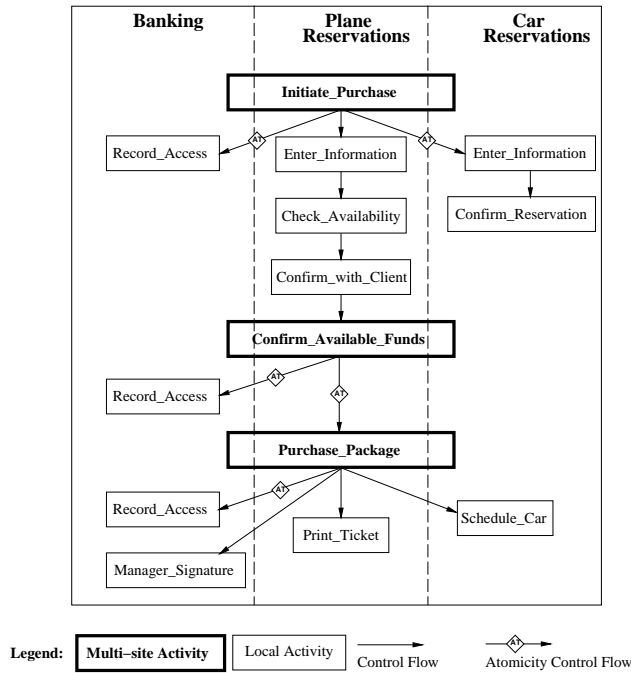 Banking
Plane
Reservations
Car
Reservations
Initiate_Purchase
AT
AT
Record_Access
Enter_Information
Enter_Information
Check_Availability
Confirm_Reservation
Confirm_with_Client
Confirm_Available_Funds
AT
AT
Record_Access
Purchase_Package
AT
Record_Access
Print_Ticket
Schedule_Car
Manager_Signature
Legend:
Multi−site Activity
Local Activity
Control Flow
AT
Atomicity Control Flow